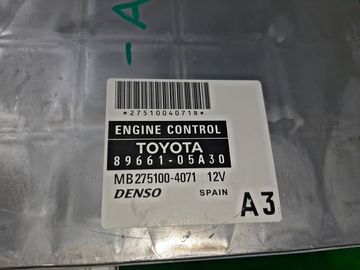 -A
*2751004071R*
ENGINE CONTROL
TOYOTA
89661-05A30
MB275100-4071 12V
DENSO SPAIN A3